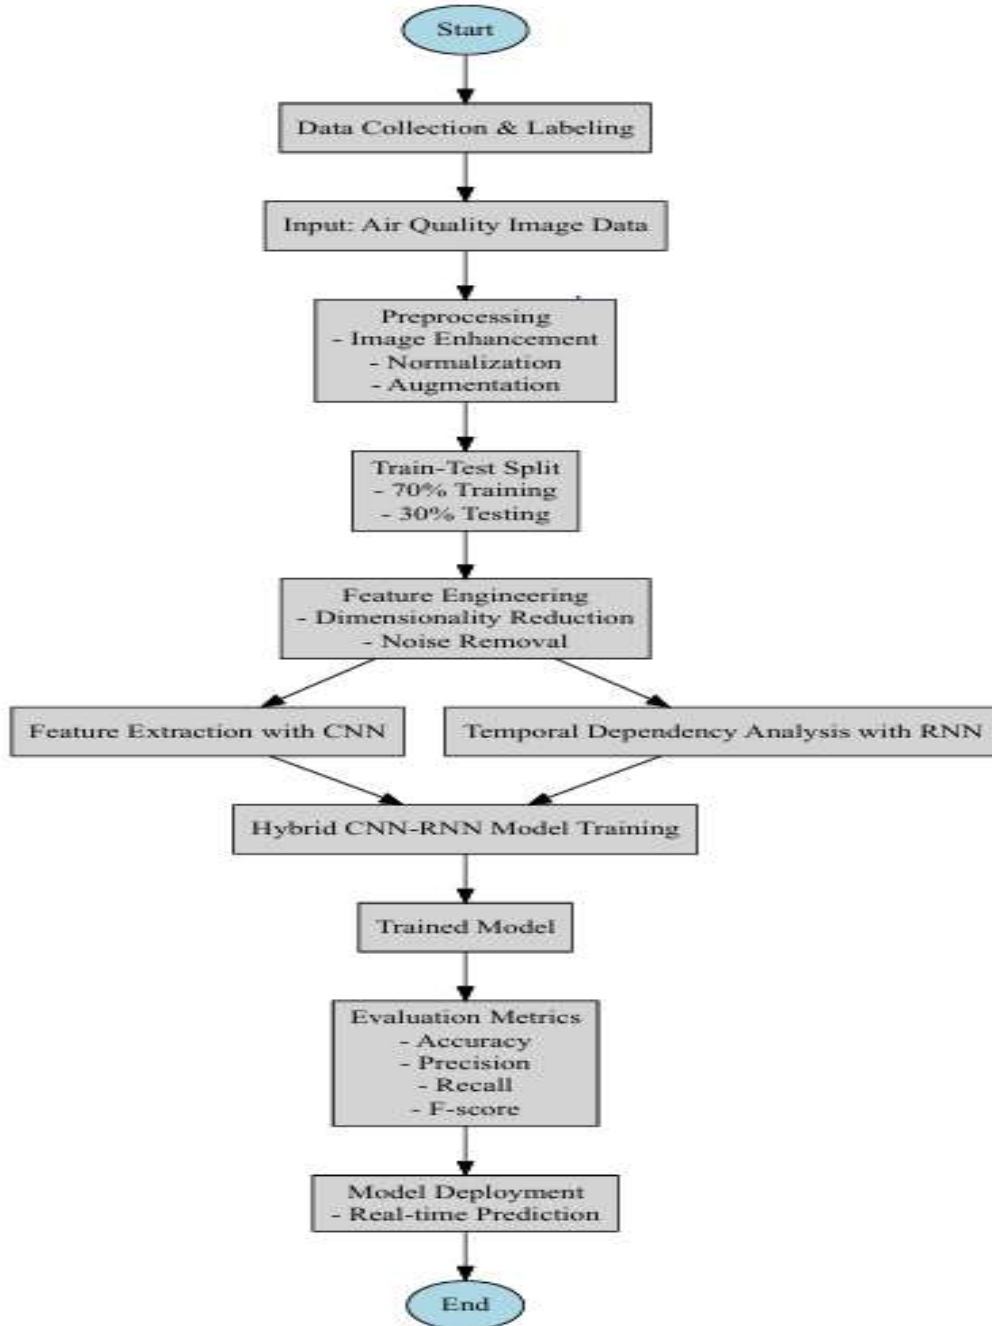 Start
Data Collection & Labeling
Input: Air Quality Image Data
Preprocessing
- Image Enhancement
- Normalization
- Augmentation
Train-Test Split
- 70% Training
- 30% Testing
Feature Engineering
- Dimensionality Reduction
- Noise Removal
Feature Extraction with CNN
Temporal Dependency Analysis with RNN
Hybrid CNN-RNN Model Training
Trained Model
Evaluation Metrics
- Accuracy
- Precision
- Recall
- F-score
Model Deployment
- Real-time Prediction
End